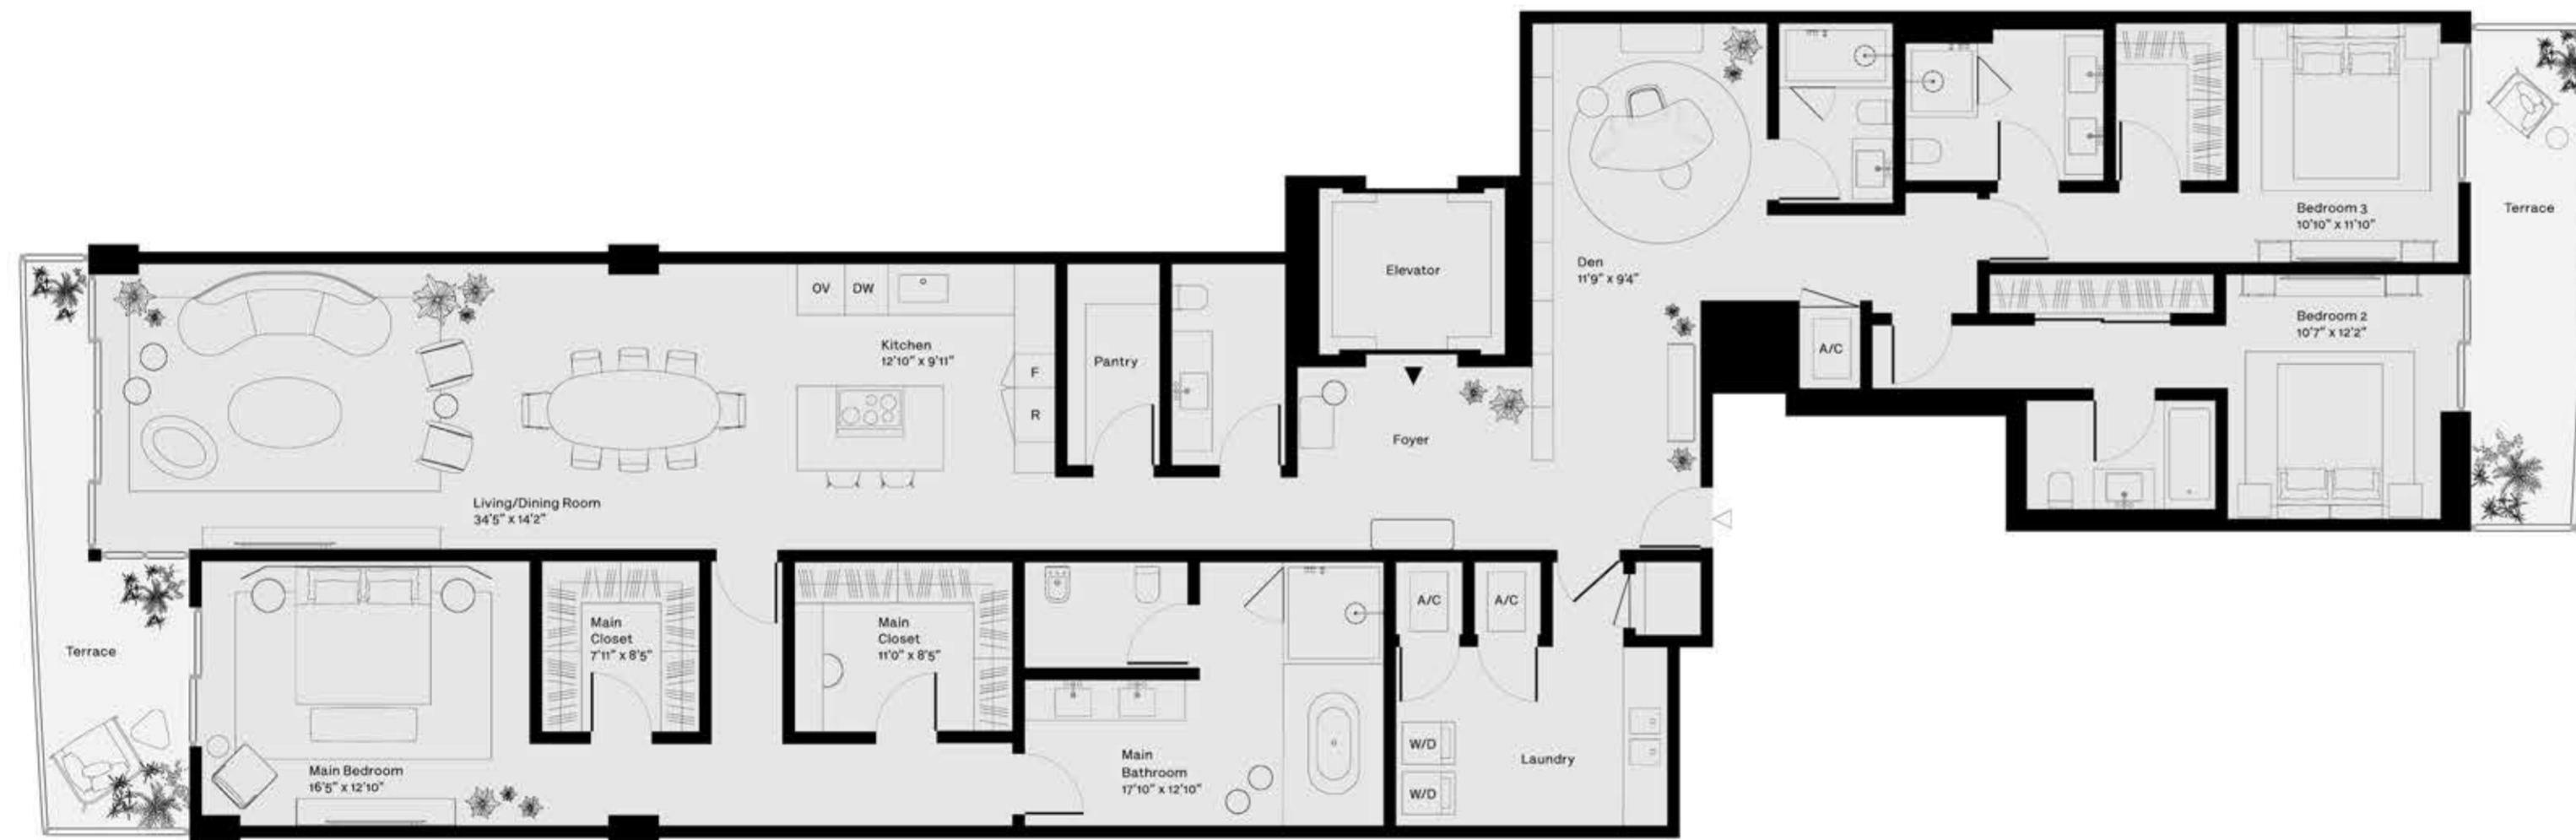 Elevator
Den
11'9" x 9'4"
Bedroom 3
10'10" x 11'10"
Terrace
OV
DW
Kitchen
12'10" x 9'11"
F
R
Pantry
Foyer
A/C
Bedroom 2
10'7" x 12'2"
Living/Dining Room
34'5" x 14'2"
Terrace
Main
Closet
7'11" x 8'5"
Main
Closet
11'0" x 8'5"
A/C
A/C
Main Bedroom
16'5" x 12'10"
Main
Bathroom
17'10" x 12'10"
W/D
W/D
Laundry